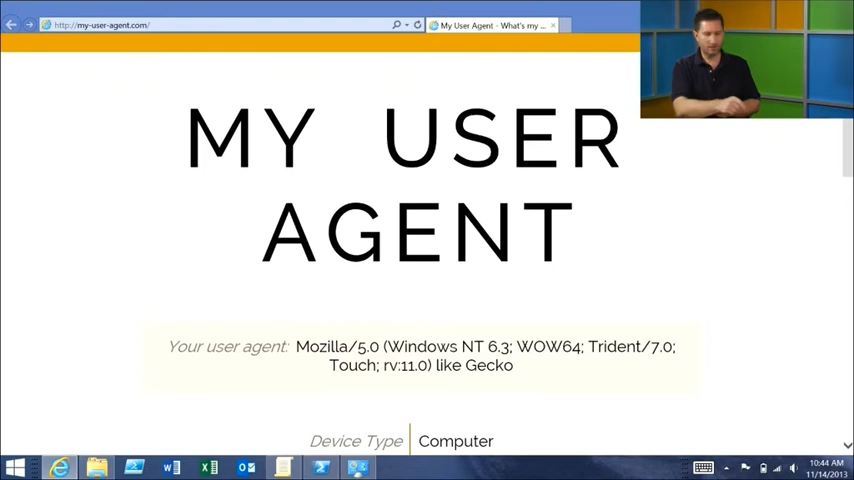 http://my-user-agent.com/
My User Agent - What's my ...
MY USER
AGENT
Your user agent: Mozilla/5.0 (Windows NT 6.3; WOW64; Trident/7.0;
Touch; rv:11.0) like Gecko
Device Type Computer
10:44 AM
11/14/2013